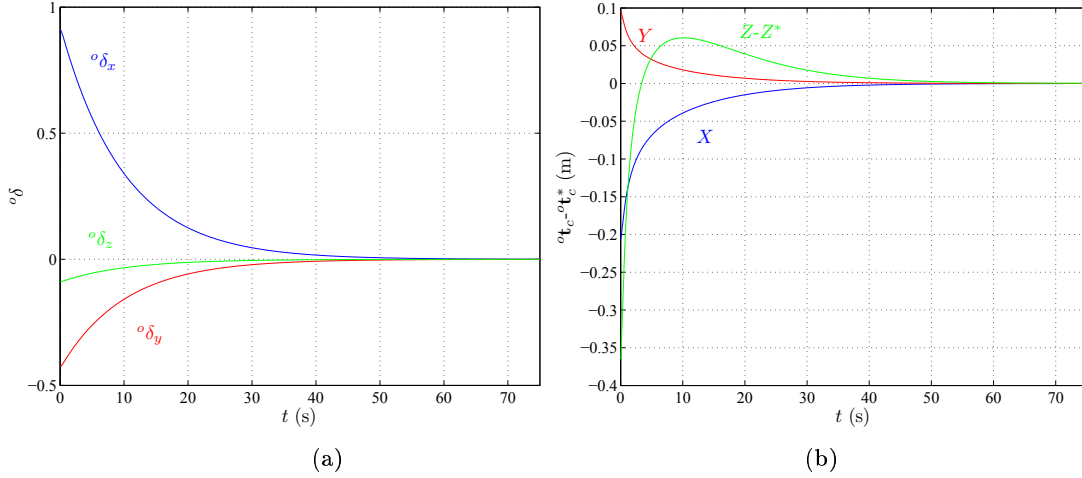 1
0.5
0
−0.5
ᵒδ
ᵒδₓ
ᵒδ_z
ᵒδ_y
0 10 20 30 40 50 60 70
t (s)
(a)
0.1
0.05
0
−0.05
−0.1
−0.15
−0.2
−0.25
−0.3
−0.35
−0.4
ᵒt_c-ᵒt*_c (m)
Y
Z-Z*
X
0 10 20 30 40 50 60 70
t (s)
(b)